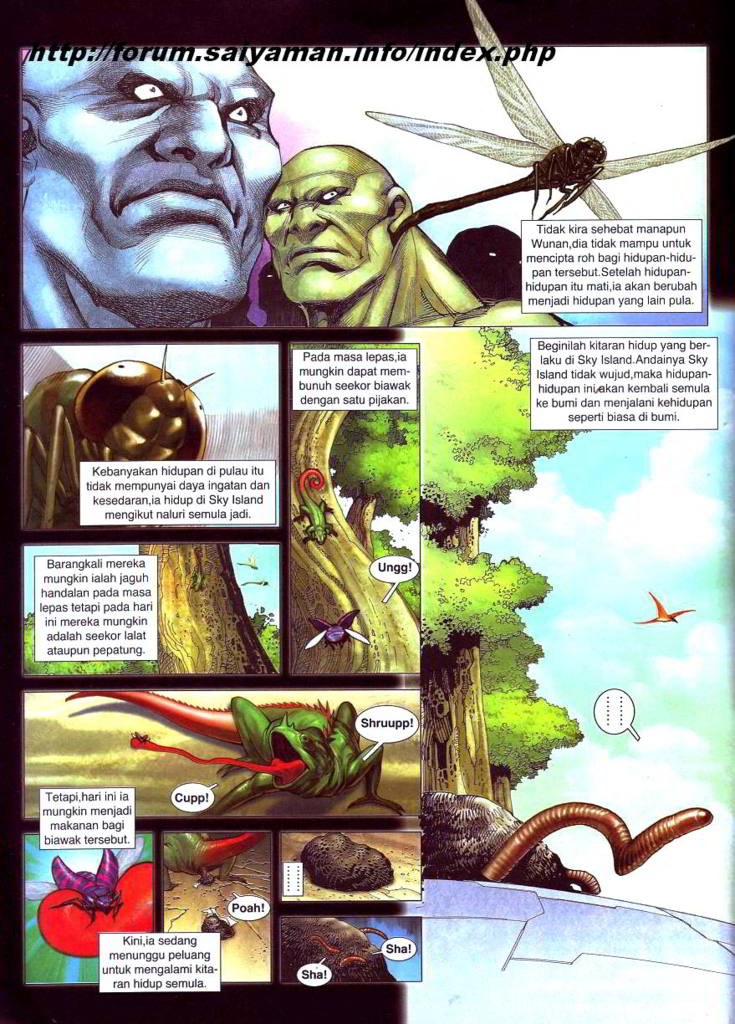 http://forum.saiyaman.info/index.php
Tidak kira sehebat manapun
Wunan,dia tidak mampu untuk
mencipta roh bagi hidupan-hidu-
pan tersebut.Setelah hidupan-
hidupan itu mati,ia akan berubah
menjadi hidupan yang lain pula.
Kebanyakan hidupan di pulau itu
tidak mempunyai daya ingatan dan
kesedaran,ia hidup di Sky Island
mengikut naluri semula jadi.
Barangkali mereka
mungkin ialah jaguh
handalan pada masa
lepas tetapi pada hari
ini mereka mungkin
adalah seekor lalat
ataupun pepatung.
Pada masa lepas,ia
mungkin dapat mem-
bunuh seekor biawak
dengan satu pijakan.
Ungg!
Shruupp!
Cupp!
Tetapi,hari ini ia
mungkin menjadi
makanan bagi
biawak tersebut.
Poah!
Kini,ia sedang
menunggu peluang
untuk mengalami kita-
ran hidup semula.
Sha!
Sha!
Beginilah kitaran hidup yang ber-
laku di Sky Island.Andainya Sky
Island tidak wujud,maka hidupan-
hidupan ini,akan kembali semula
ke bumi dan menjalani kehidupan
seperti biasa di bumi.